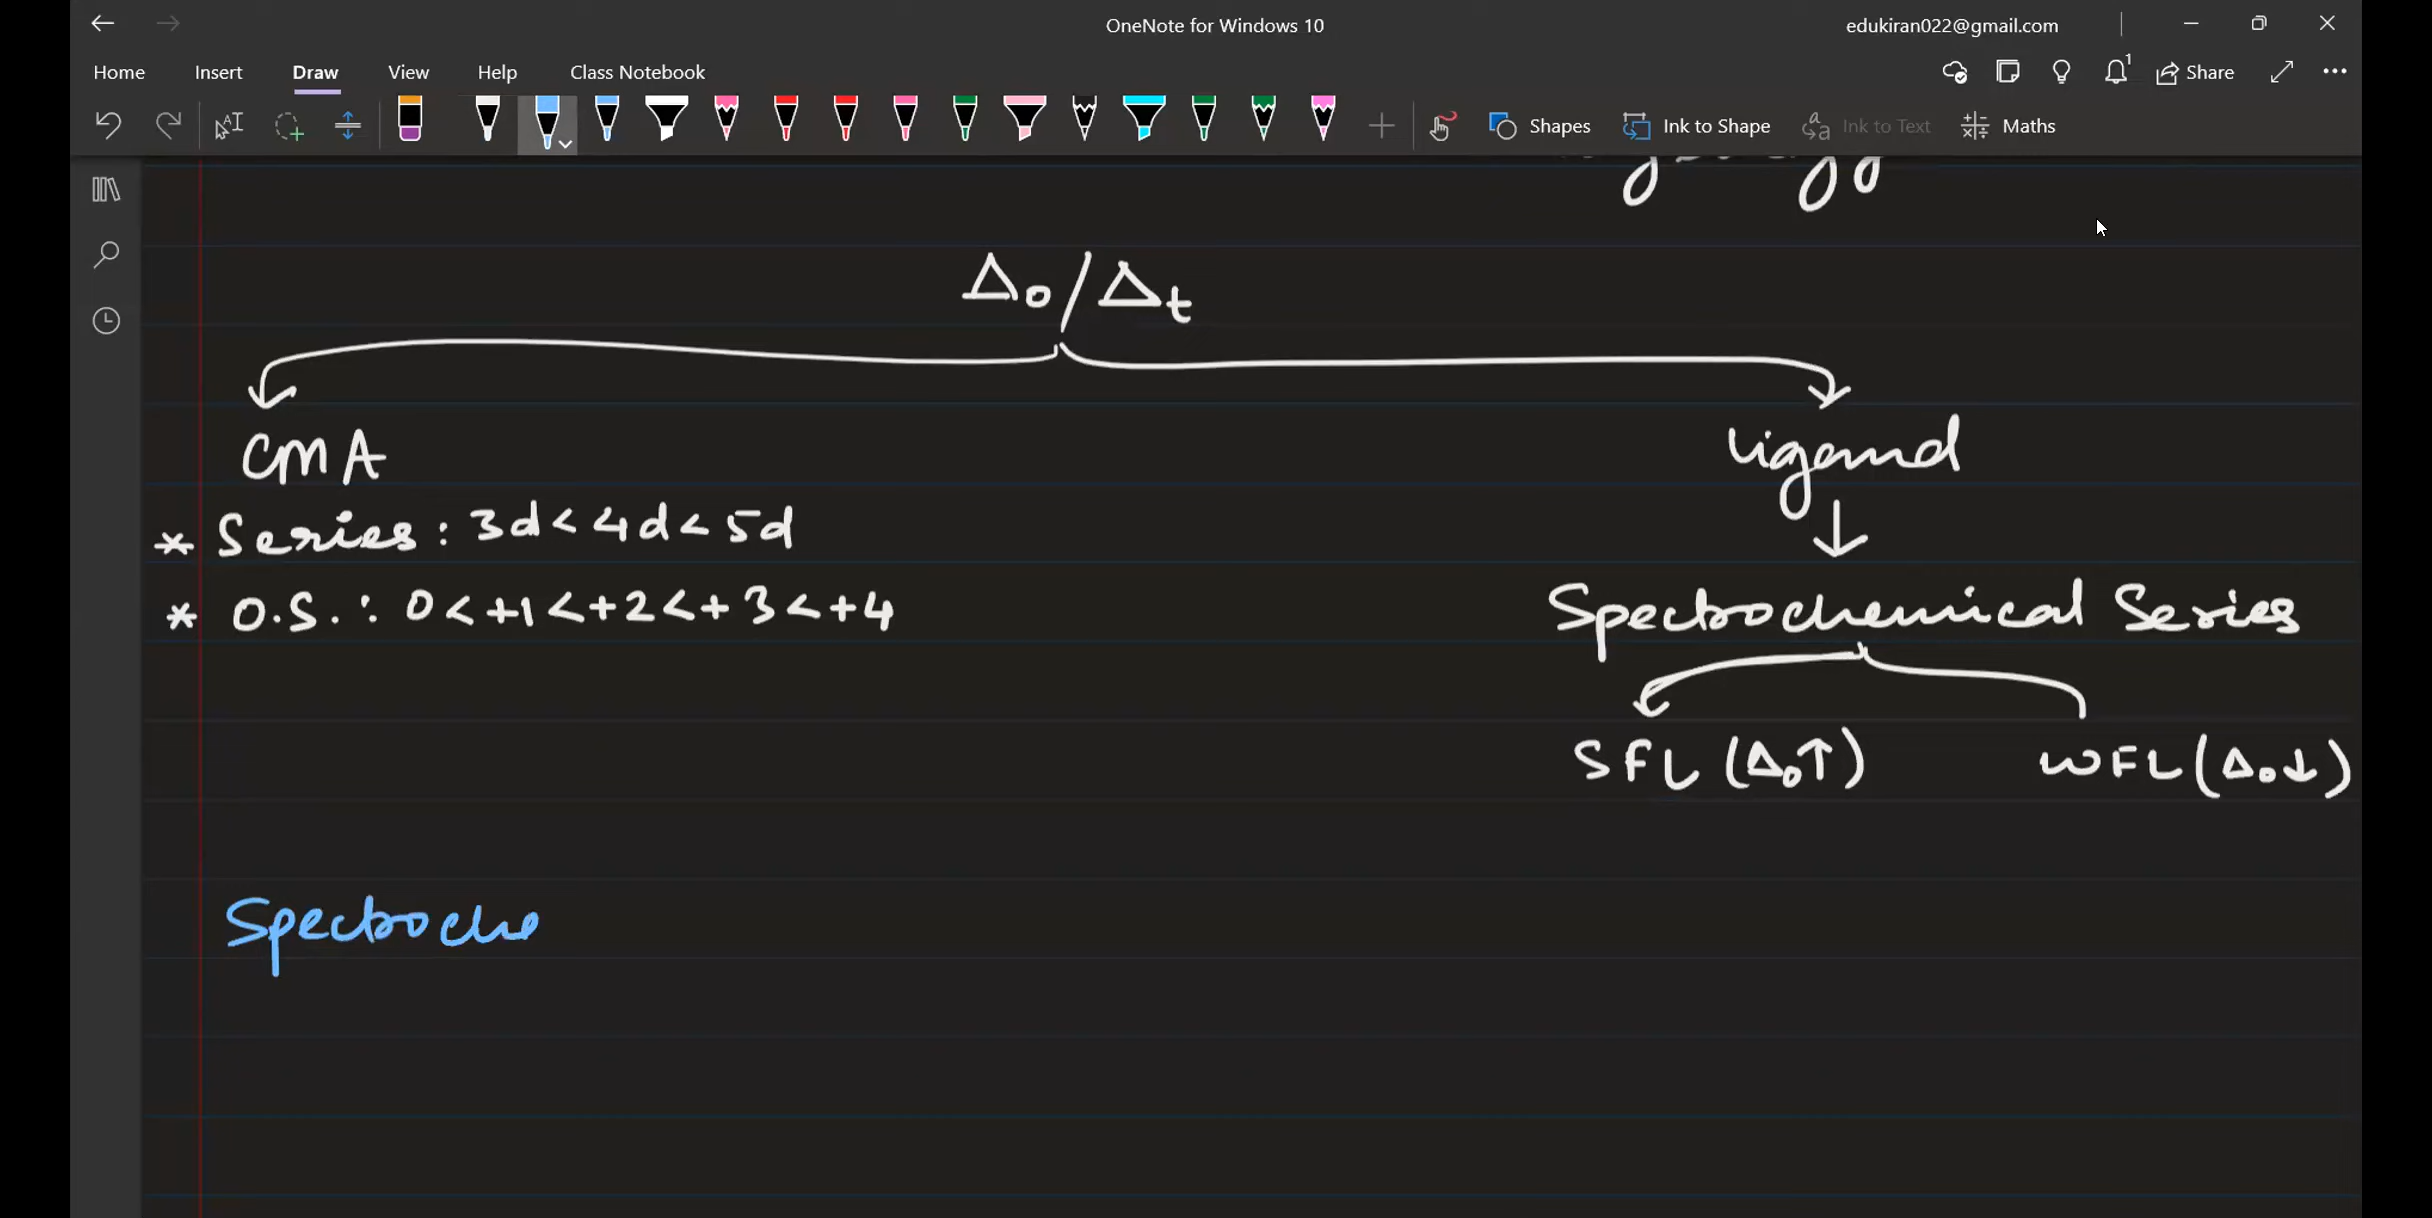 OneNote for Windows 10
edukiran022@gmail.com
Home Insert Draw View Help Class Notebook
1
Share
Shapes Ink to Shape Ink to Text Maths
Δo/Δt
CMA
ligand
* Series : 3d < 4d < 5d
* O.S. : 0 < +1 < +2 < +3 < +4
Spectrochemical Series
SFL (Δo↑) WFL (Δo↓)
Spectroche